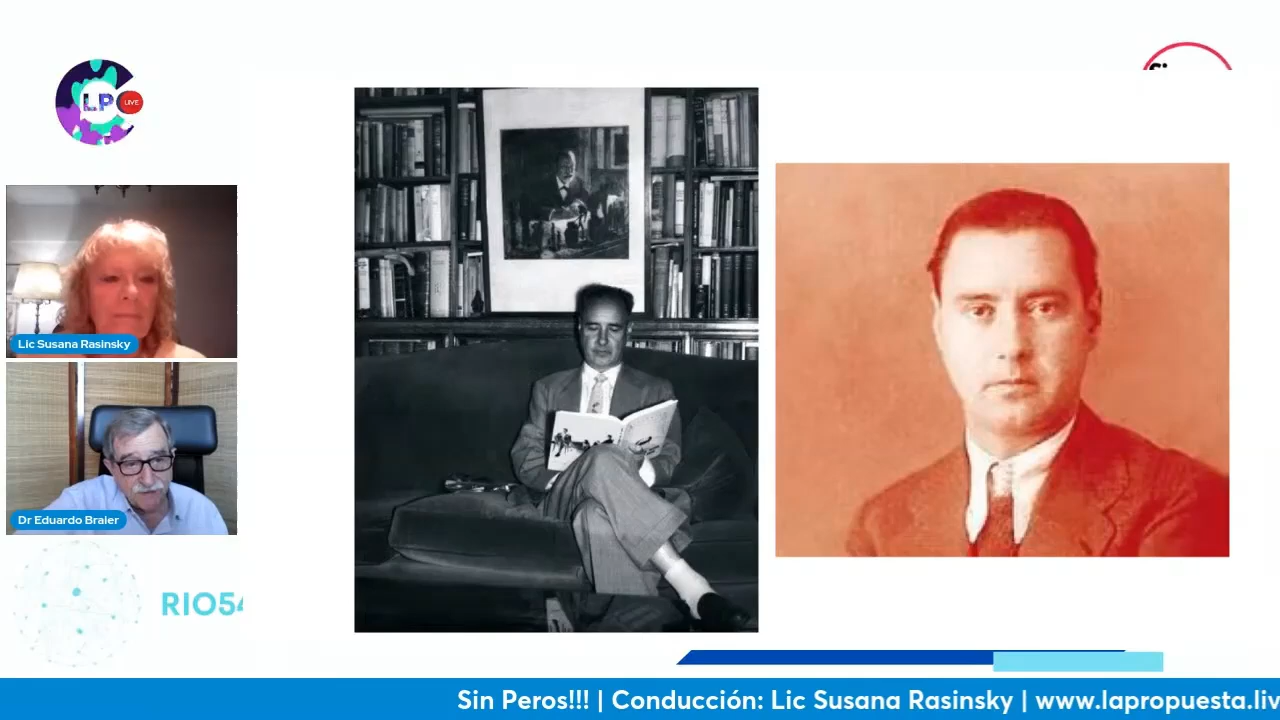 LP
LIVE
Lic Susana Rasinsky
Dr Eduardo Braier
RIO54
Sin Peros!!! | Conducción: Lic Susana Rasinsky | www.lapropuesta.liv